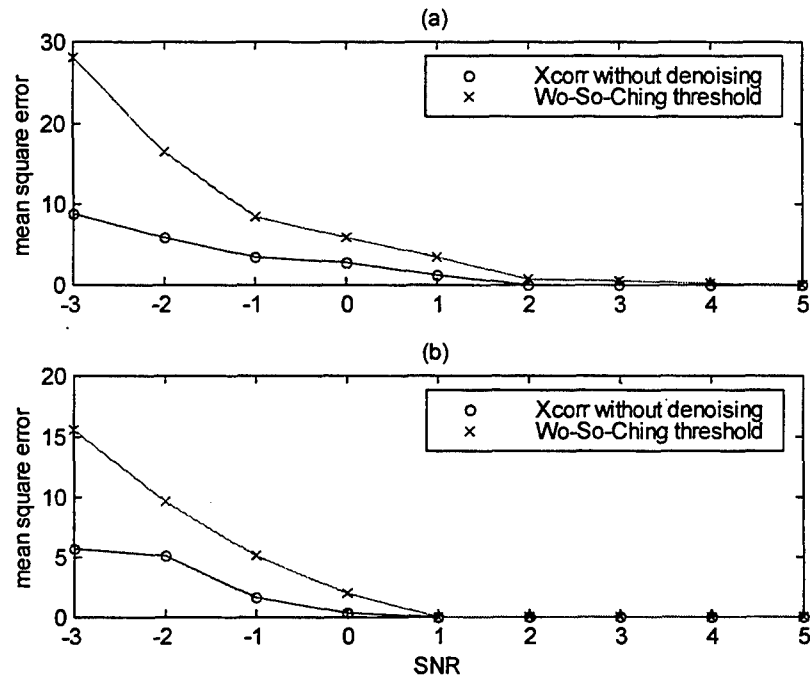 (a)
30
20
10
0
mean square error
Xcorr without denoising
Wo-So-Ching threshold
-3 -2 -1 0 1 2 3 4 5
(b)
20
15
10
5
0
mean square error
Xcorr without denoising
Wo-So-Ching threshold
-3 -2 -1 0 1 2 3 4 5
SNR